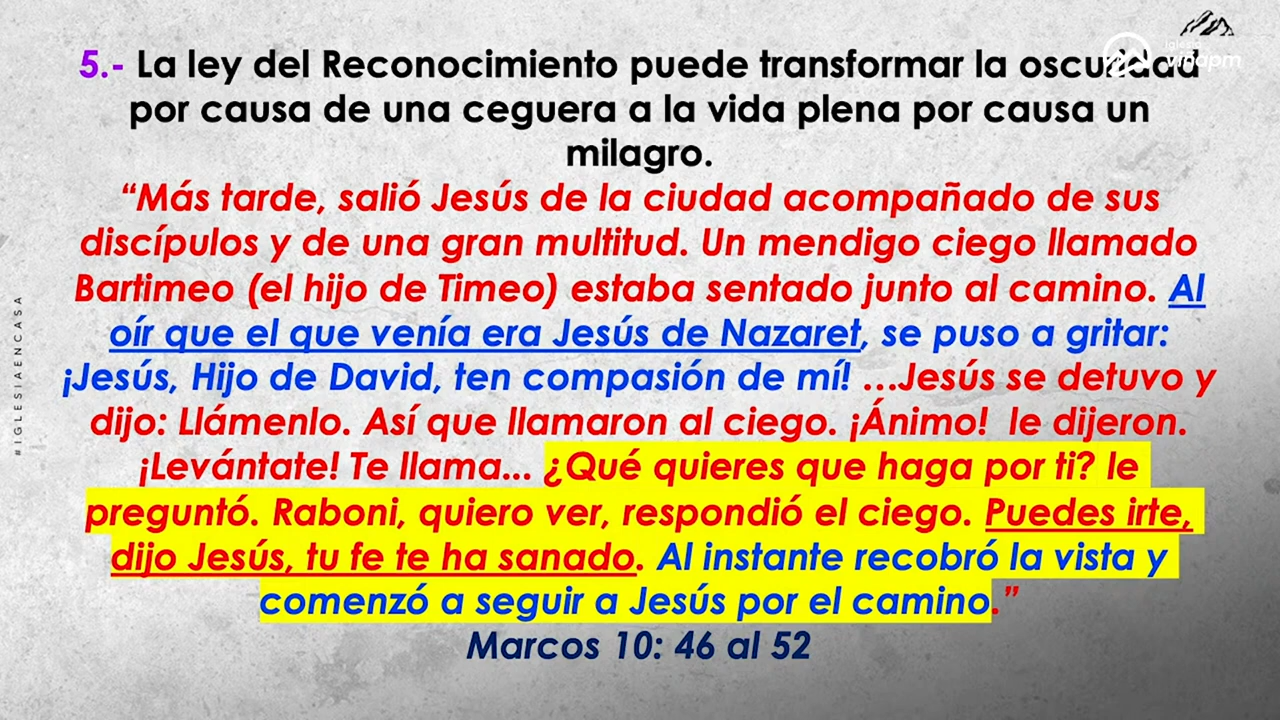 5.- La ley del Reconocimiento puede transformar la oscuridad
por causa de una ceguera a la vida plena por causa un
milagro.
“Más tarde, salió Jesús de la ciudad acompañado de sus
discípulos y de una gran multitud. Un mendigo ciego llamado
Bartimeo (el hijo de Timeo) estaba sentado junto al camino. Al
oír que el que venía era Jesús de Nazaret, se puso a gritar:
¡Jesús, Hijo de David, ten compasión de mí! ...Jesús se detuvo y
dijo: Llámenlo. Así que llamaron al ciego. ¡Ánimo! le dijeron.
¡Levántate! Te llama... ¿Qué quieres que haga por ti? le
preguntó. Raboni, quiero ver, respondió el ciego. Puedes irte,
dijo Jesús, tu fe te ha sanado. Al instante recobró la vista y
comenzó a seguir a Jesús por el camino.”
Marcos 10: 46 al 52
#IGLESIAENCASA